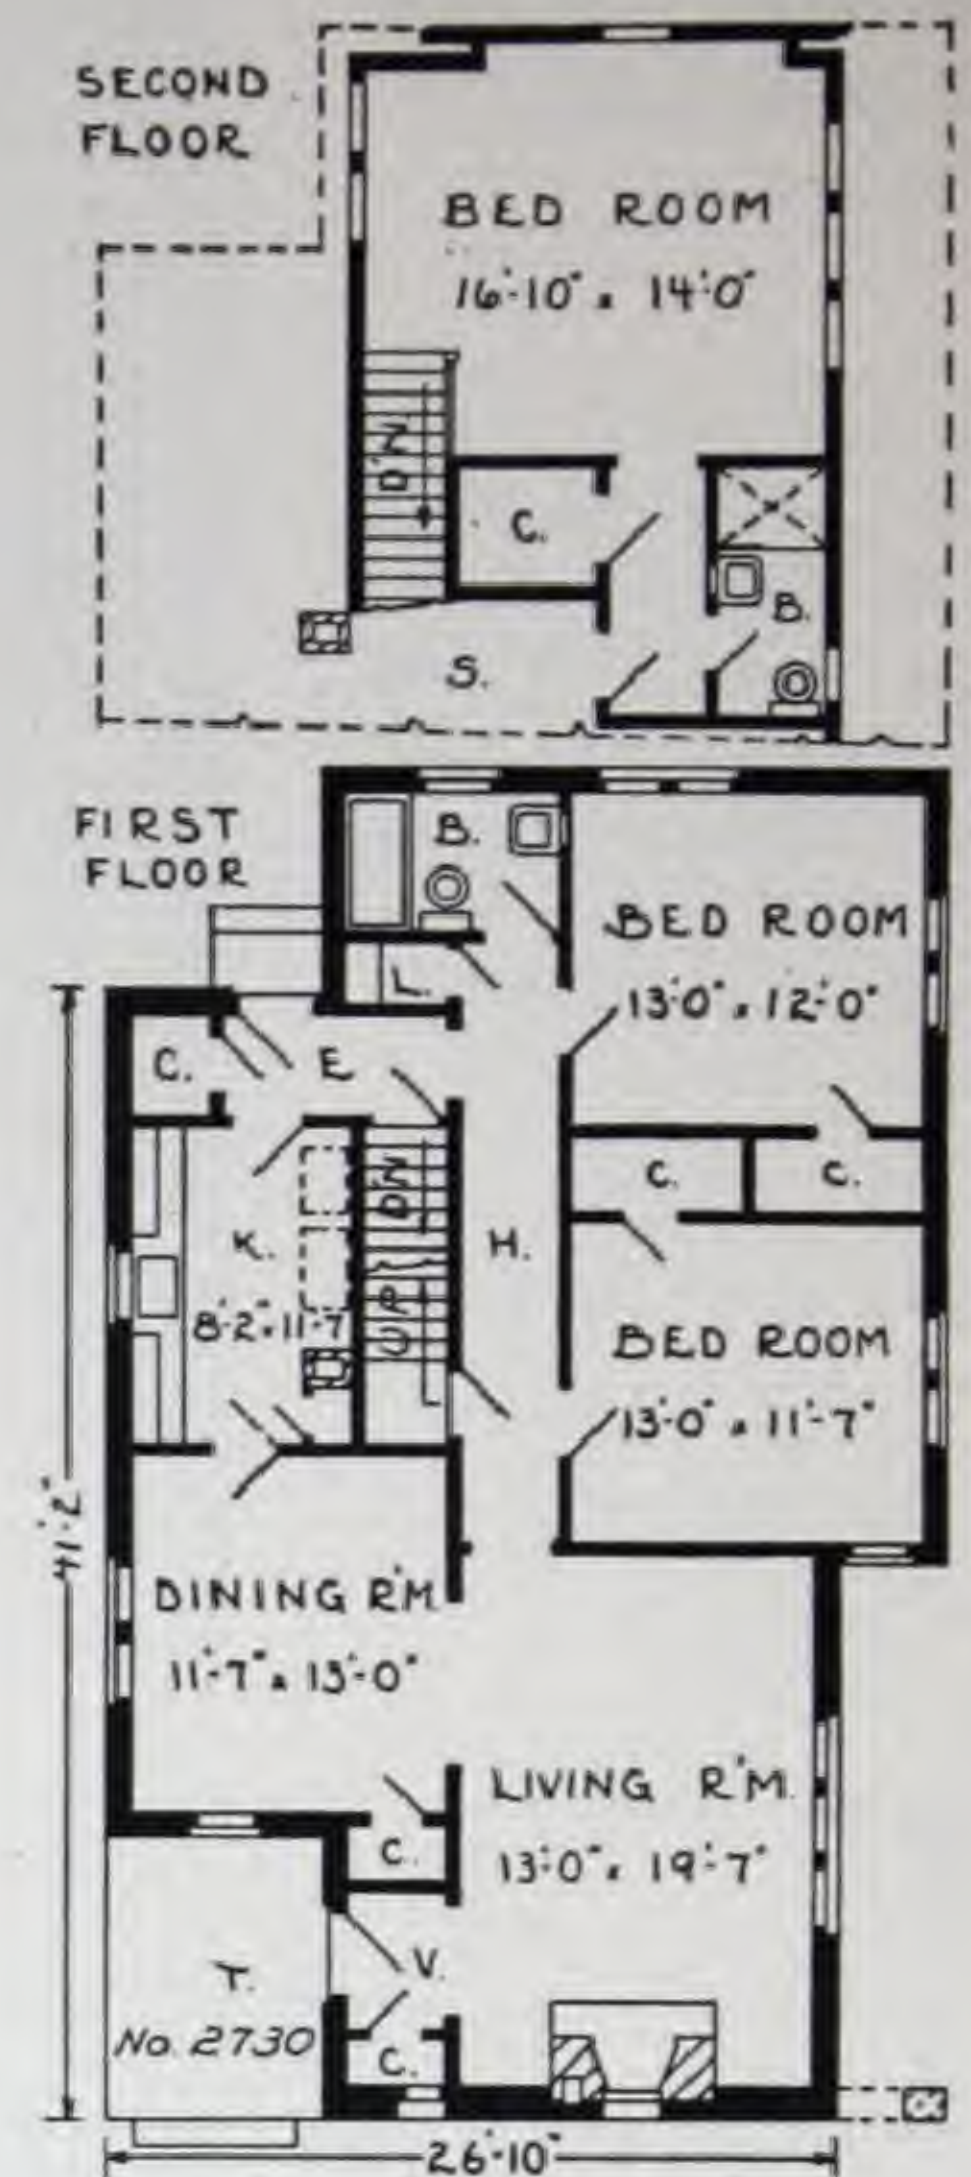 SECOND
FLOOR
BED ROOM
16'-10" x 14'-0"
D'N.
C.
B.
S.
FIRST
FLOOR
B.
BED ROOM
13'-0" x 12'-0"
L.
C.
E
DN
C.
C.
K.
8'-2" x 11'-7
H.
UP
BED ROOM
13'-0" x 11'-7"
41'-2"
DINING R'M.
11'-7" x 13'-0"
LIVING R'M.
13'-0" x 19'-7"
C.
V.
T.
No. 2730
C.
26'-10"